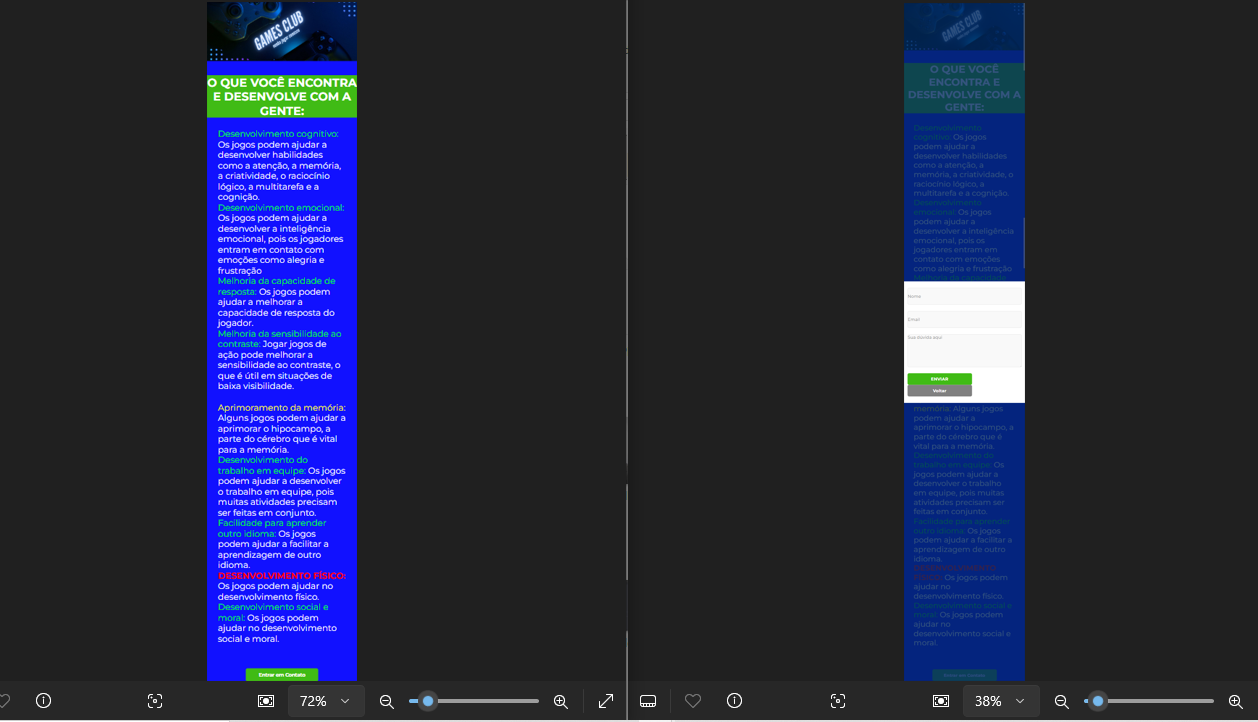 GAMES CLUB
O QUE VOCÊ ENCONTRA
E DESENVOLVE COM A
GENTE:
Desenvolvimento cognitivo:
Os jogos podem ajudar a
desenvolver habilidades
como a atenção, a memória,
a criatividade, o raciocínio
lógico, a multitarefa e a
cognição.
Desenvolvimento emocional:
Os jogos podem ajudar a
desenvolver a inteligência
emocional, pois os jogadores
entram em contato com
emoções como alegria e
frustração
Melhoria da capacidade de
resposta: Os jogos podem
ajudar a melhorar a
capacidade de resposta do
jogador.
Melhoria da sensibilidade ao
contraste: Jogar jogos de
ação pode melhorar a
sensibilidade ao contraste, o
que é útil em situações de
baixa visibilidade.
Aprimoramento da memória:
Alguns jogos podem ajudar a
aprimorar o hipocampo, a
parte do cérebro que é vital
para a memória.
Desenvolvimento do
trabalho em equipe: Os jogos
podem ajudar a desenvolver
o trabalho em equipe, pois
muitas atividades precisam
ser feitas em conjunto.
Facilidade para aprender
outro idioma: Os jogos
podem ajudar a facilitar a
aprendizagem de outro
idioma.
DESENVOLVIMENTO FÍSICO:
Os jogos podem ajudar no
desenvolvimento físico.
Desenvolvimento social e
moral: Os jogos podem
ajudar no desenvolvimento
social e moral.
Entrar em Contato
72%
GAMES CLUB
O QUE VOCÊ
ENCONTRA E
DESENVOLVE COM A
GENTE:
Desenvolvimento
cognitivo: Os jogos
podem ajudar a
desenvolver habilidades
como a atenção, a
memória, a criatividade, o
raciocínio lógico, a
multitarefa e a cognição.
Desenvolvimento
emocional: Os jogos
podem ajudar a
desenvolver a inteligência
emocional, pois os
jogadores entram em
contato com emoções
como alegria e frustração
Melhoria da capacidade
Nome
Email
Sua dúvida aqui
ENVIAR
Voltar
memória: Alguns jogos
podem ajudar a
aprimorar o hipocampo, a
parte do cérebro que é
vital para a memória.
Desenvolvimento do
trabalho em equipe: Os
jogos podem ajudar a
desenvolver o trabalho
em equipe, pois muitas
atividades precisam ser
feitas em conjunto.
Facilidade para aprender
outro idioma: Os jogos
podem ajudar a facilitar a
aprendizagem de outro
idioma.
DESENVOLVIMENTO
FÍSICO: Os jogos podem
ajudar no
desenvolvimento físico.
Desenvolvimento social e
moral: Os jogos podem
ajudar no
desenvolvimento social e
moral.
Entrar em Contato
38%